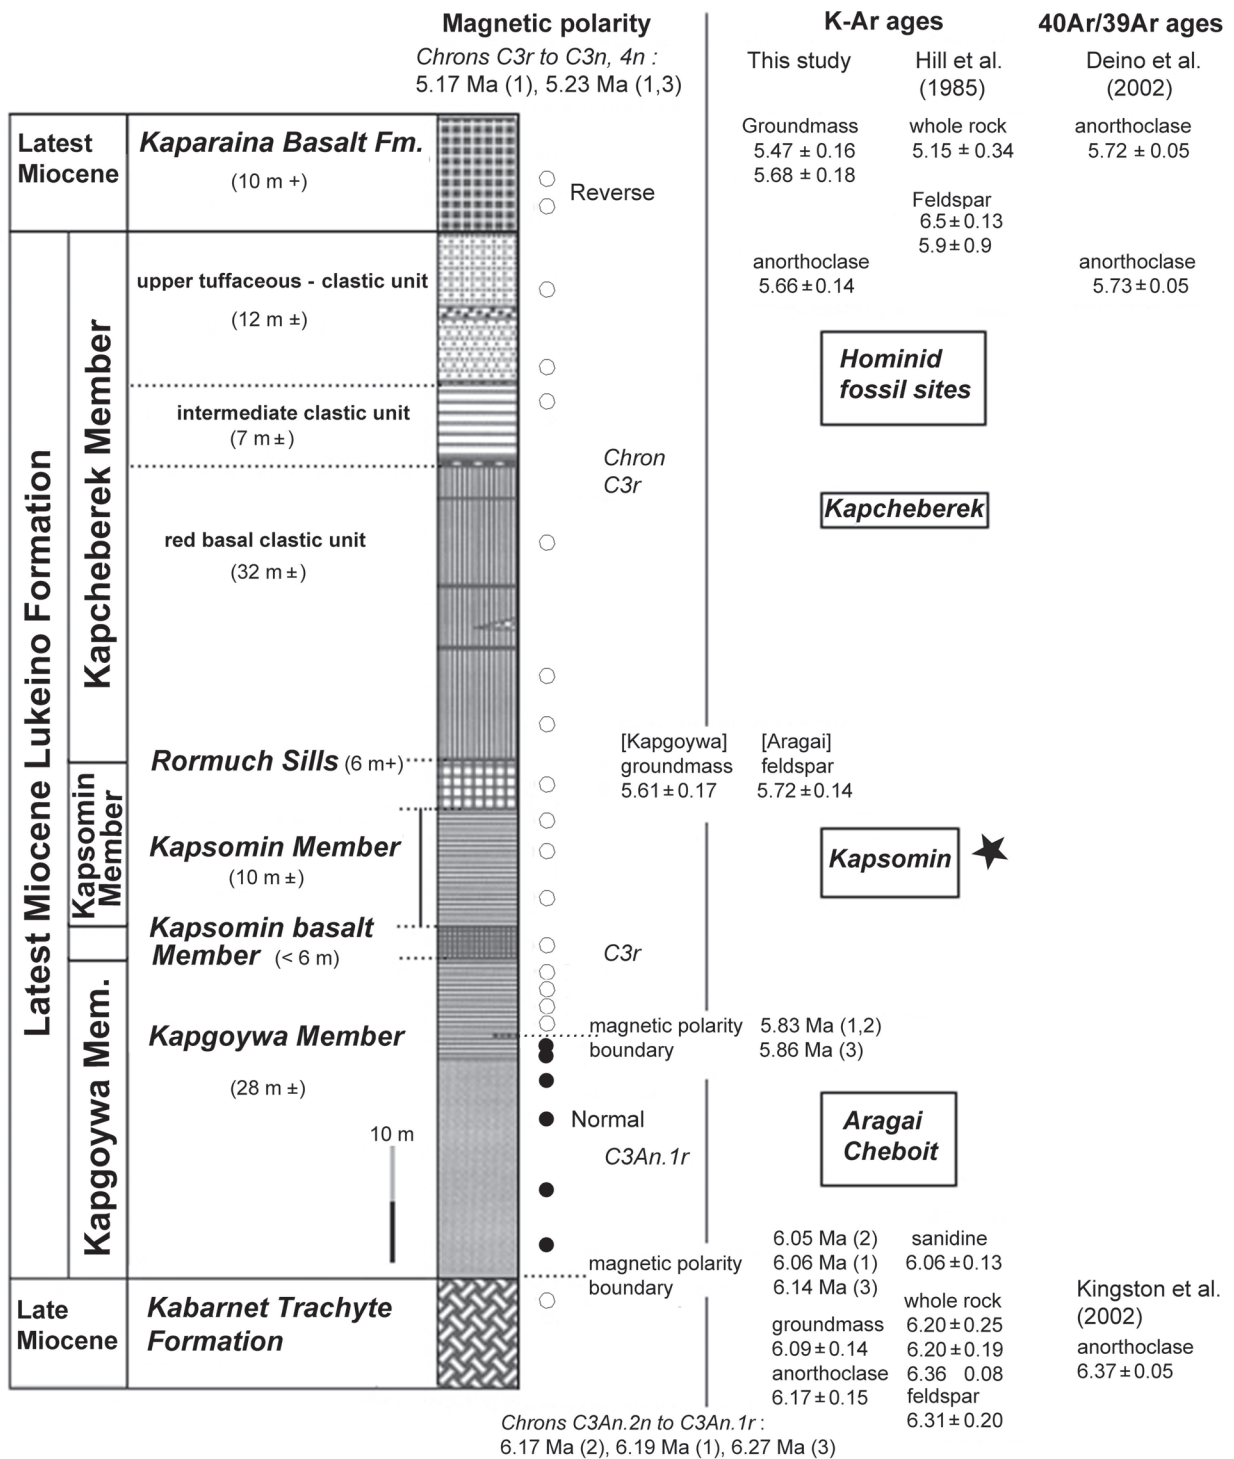 Magnetic polarity
Chrons C3r to C3n, 4n :
5.17 Ma (1), 5.23 Ma (1,3)
K-Ar ages
40Ar/39Ar ages
This study
Hill et al.
(1985)
Deino et al.
(2002)
Latest
Miocene
Kaparaina Basalt Fm.
(10 m +)
Reverse
Groundmass
5.47 ± 0.16
5.68 ± 0.18
whole rock
5.15 ± 0.34
anorthoclase
5.72 ± 0.05
Feldspar
6.5±0.13
5.9±0.9
anorthoclase
5.66±0.14
anorthoclase
5.73±0.05
Latest Miocene Lukeino Formation
Kapcheberek Member
upper tuffaceous - clastic unit
(12 m ±)
Hominid
fossil sites
intermediate clastic unit
(7 m ±)
Chron
C3r
Kapcheberek
red basal clastic unit
(32 m ±)
Rormuch Sills (6 m+)
[Kapgoywa]
groundmass
5.61±0.17
[Aragai]
feldspar
5.72±0.14
Kapsomin
Member
Kapsomin Member
(10 m ±)
Kapsomin
Kapsomin basalt
Member (< 6 m)
C3r
Kapgoywa Mem.
Kapgoywa Member
(28 m ±)
magnetic polarity
boundary
5.83 Ma (1,2)
5.86 Ma (3)
10 m
Normal
C3An.1r
Aragai
Cheboit
magnetic polarity
boundary
6.05 Ma (2)
6.06 Ma (1)
6.14 Ma (3)
sanidine
6.06±0.13
Late
Miocene
Kabarnet Trachyte
Formation
groundmass
6.09±0.14
anorthoclase
6.17±0.15
whole rock
6.20±0.25
6.20±0.19
6.36 0.08
feldspar
6.31±0.20
Kingston et al.
(2002)
anorthoclase
6.37±0.05
Chrons C3An.2n to C3An.1r :
6.17 Ma (2), 6.19 Ma (1), 6.27 Ma (3)